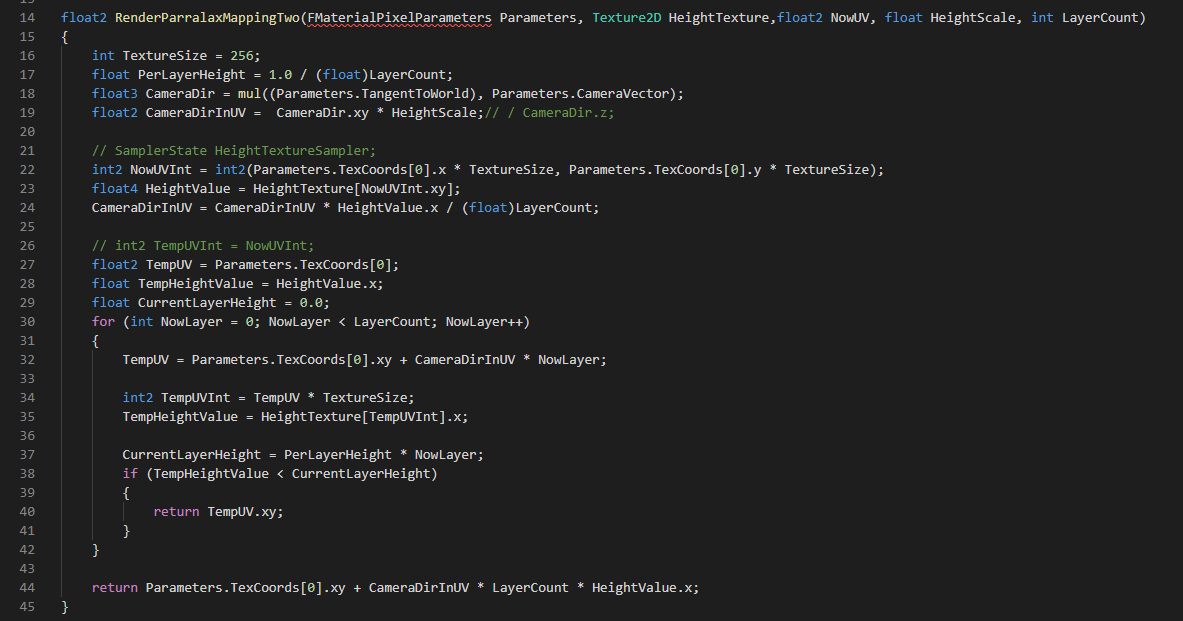 14 float2 RenderParralaxMappingTwo(FMaterialPixelParameters Parameters, Texture2D HeightTexture,float2 NowUV, float HeightScale, int LayerCount)
15 {
16 int TextureSize = 256;
17 float PerLayerHeight = 1.0 / (float)LayerCount;
18 float3 CameraDir = mul((Parameters.TangentToWorld), Parameters.CameraVector);
19 float2 CameraDirInUV =  CameraDir.xy * HeightScale;// / CameraDir.z;
20
21 // SamplerState HeightTextureSampler;
22 int2 NowUVInt = int2(Parameters.TexCoords[0].x * TextureSize, Parameters.TexCoords[0].y * TextureSize);
23 float4 HeightValue = HeightTexture[NowUVInt.xy];
24 CameraDirInUV = CameraDirInUV * HeightValue.x / (float)LayerCount;
25
26 // int2 TempUVInt = NowUVInt;
27 float2 TempUV = Parameters.TexCoords[0];
28 float TempHeightValue = HeightValue.x;
29 float CurrentLayerHeight = 0.0;
30 for (int NowLayer = 0; NowLayer < LayerCount; NowLayer++)
31 {
32 TempUV = Parameters.TexCoords[0].xy + CameraDirInUV * NowLayer;
33
34 int2 TempUVInt = TempUV * TextureSize;
35 TempHeightValue = HeightTexture[TempUVInt].x;
36
37 CurrentLayerHeight = PerLayerHeight * NowLayer;
38 if (TempHeightValue < CurrentLayerHeight)
39 {
40 return TempUV.xy;
41 }
42 }
43
44 return Parameters.TexCoords[0].xy + CameraDirInUV * LayerCount * HeightValue.x;
45 }